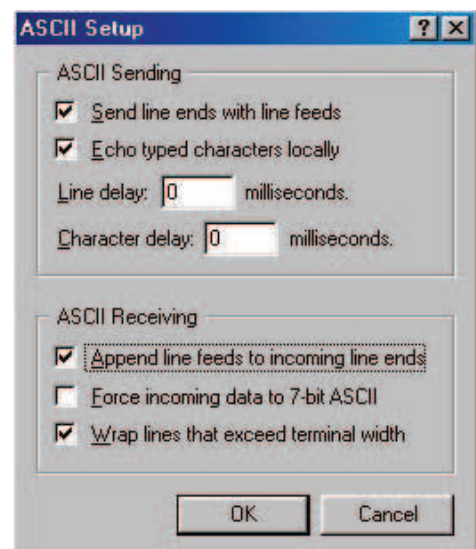 ASCII Setup
ASCII Sending
Send line ends with line feeds
Echo typed characters locally
Line delay: 0 milliseconds.
Character delay: 0 milliseconds.
ASCII Receiving
Append line feeds to incoming line ends
Force incoming data to 7-bit ASCII
Wrap lines that exceed terminal width
OK Cancel